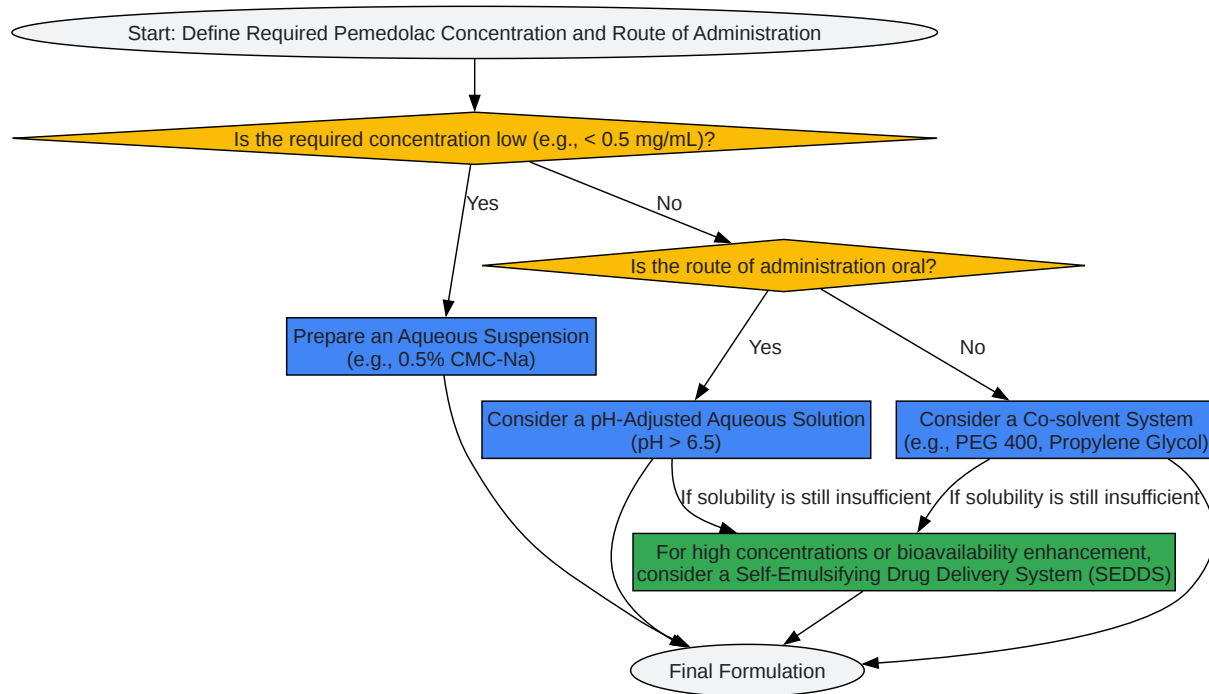 Start: Define Required Pemedolac Concentration and Route of Administration
Is the required concentration low (e.g., < 0.5 mg/mL)?
Yes
No
Is the route of administration oral?
Prepare an Aqueous Suspension
(e.g., 0.5% CMC-Na)
Yes
No
Consider a pH-Adjusted Aqueous Solution
(pH > 6.5)
Consider a Co-solvent System
(e.g., PEG 400, Propylene Glycol)
If solubility is still insufficient
If solubility is still insufficient
For high concentrations or bioavailability enhancement,
consider a Self-Emulsifying Drug Delivery System (SEDDS)
Final Formulation